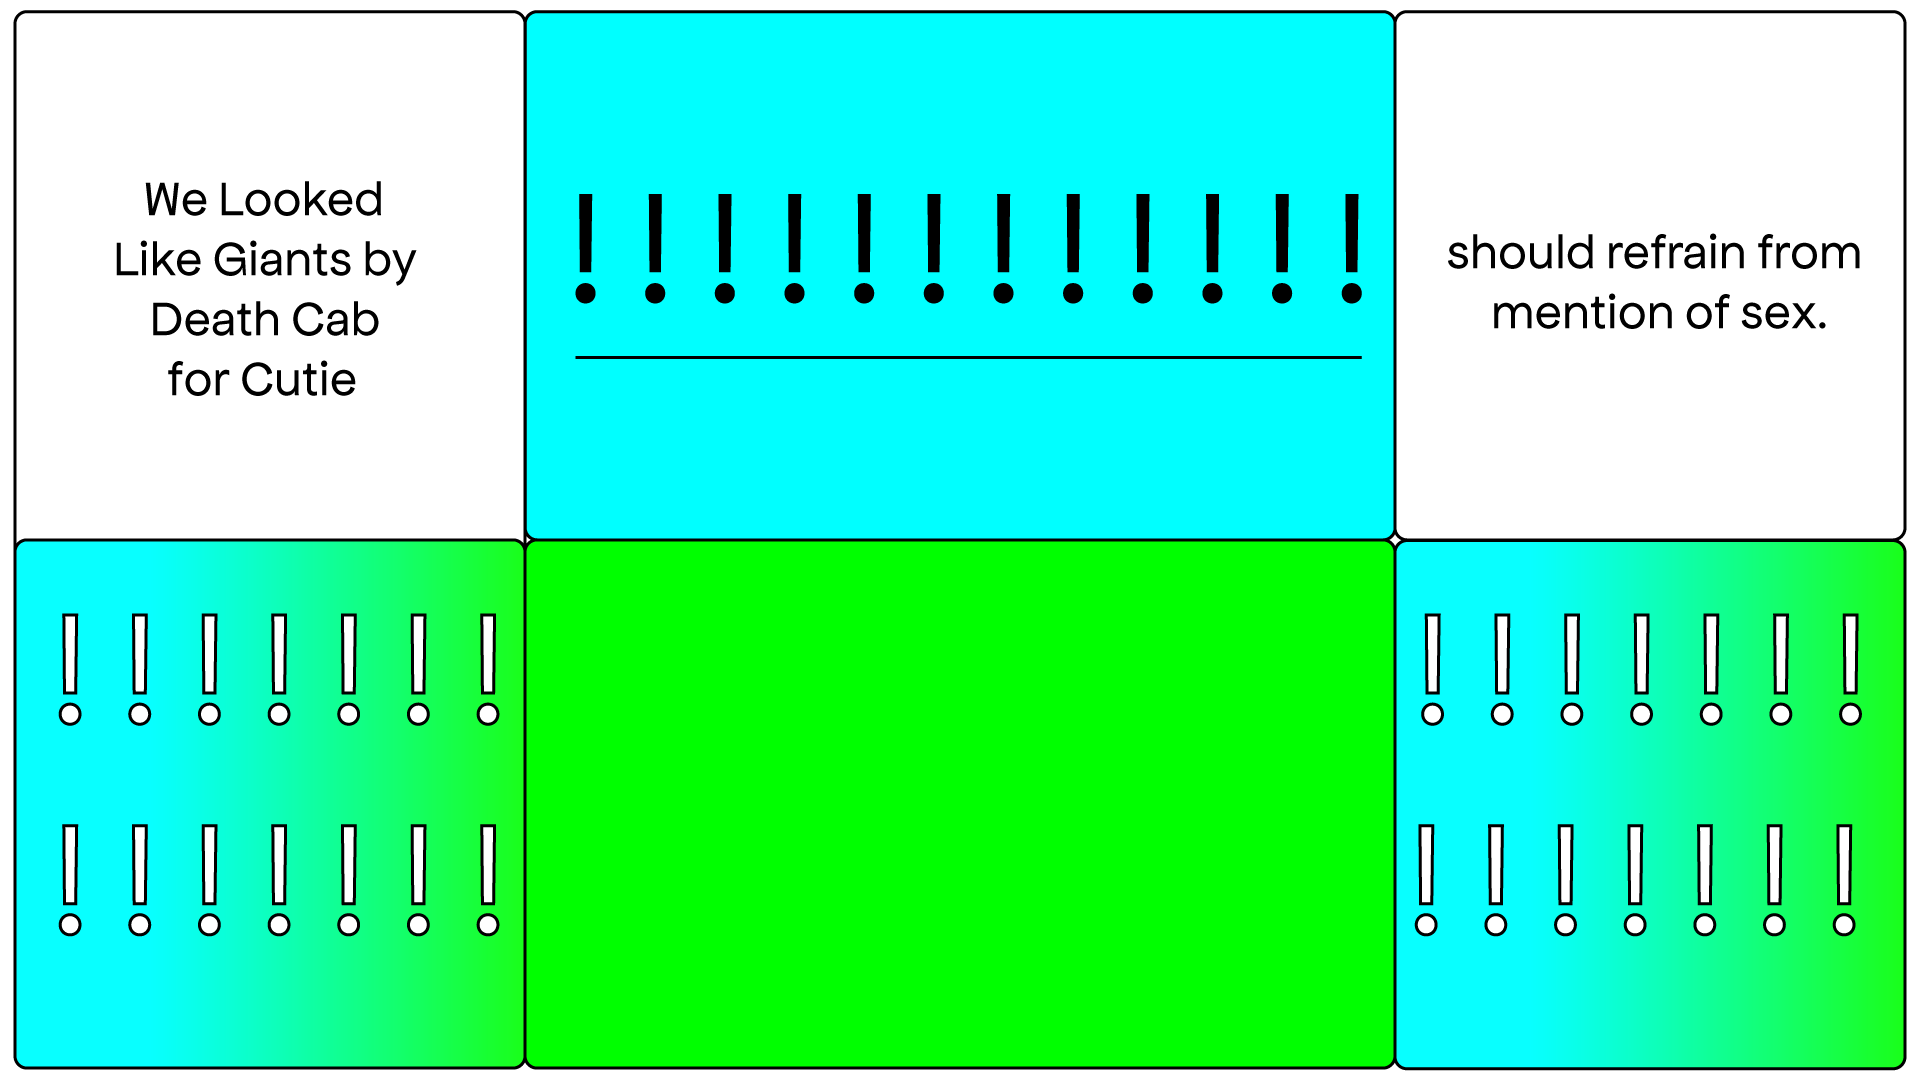 We Looked
Like Giants by
Death Cab
for Cutie
! ! ! ! ! ! ! ! ! ! ! !
should refrain from
mention of sex.
! ! ! ! ! ! !
! ! ! ! ! ! !
! ! ! ! ! ! !
! ! ! ! ! ! !